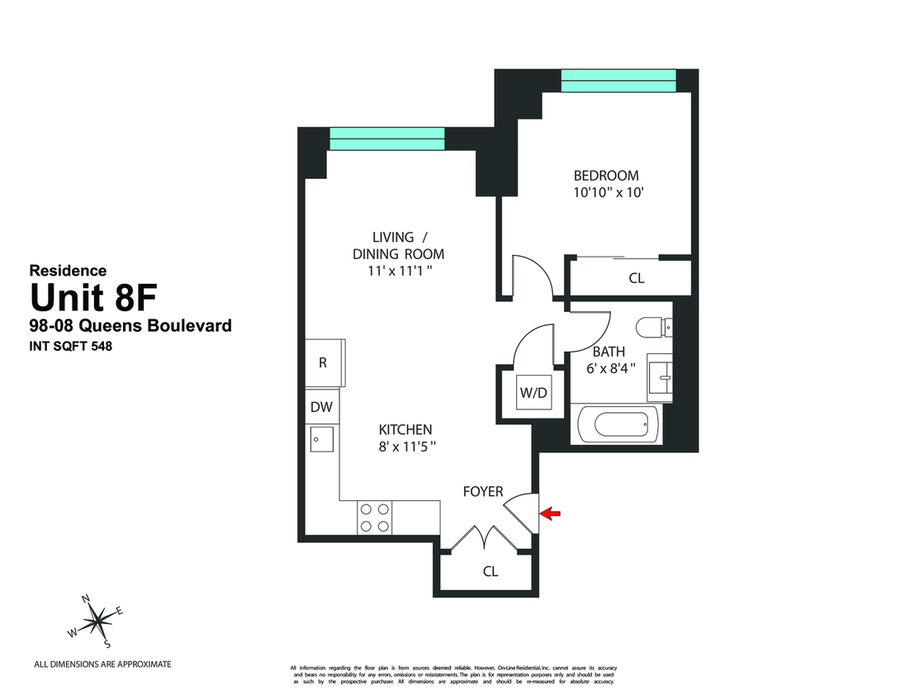 BEDROOM
10'10" x 10'
LIVING /
DINING ROOM
11' x 11'1"
CL
Residence
Unit 8F
98-08 Queens Boulevard
INT SQFT 548
BATH
6' x 8'4"
R
W/D
DW
KITCHEN
8' x 11'5"
FOYER
CL
N
E
W
S
ALL DIMENSIONS ARE APPROXIMATE
All information regarding the floor plan is from sources deemed reliable. However, On-Line Residential, Inc. cannot assure its accuracy
and bears no responsibility for any errors, omissions or misstatements. The plan is for representation purposes only and should be used
as such by the prospective purchaser. All dimensions are approximate and should be re-measured for absolute accuracy.